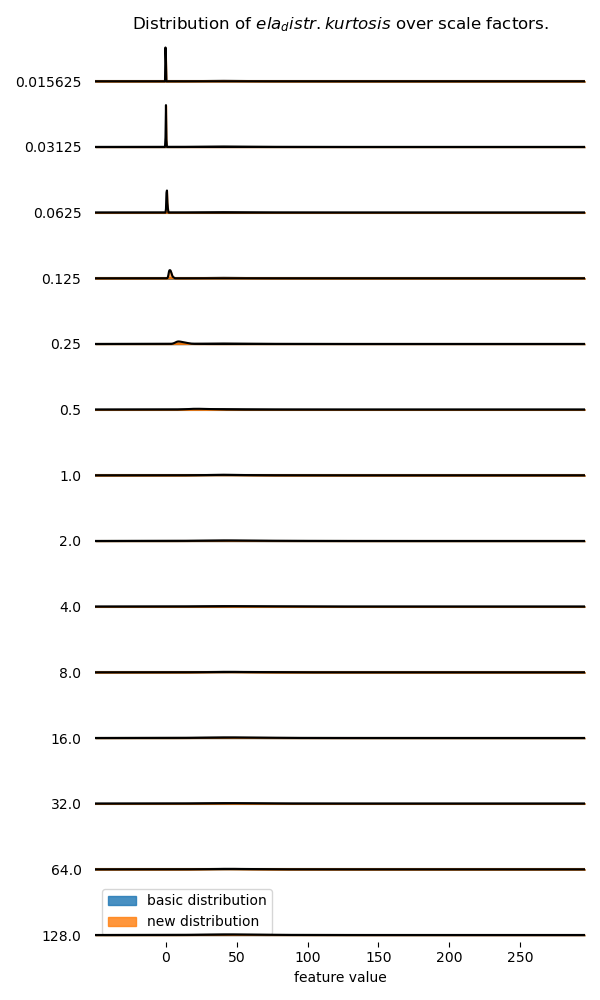 Distribution of eladistr.kurtosis over scale factors.
0.015625
0.03125
0.0625
0.125
0.25
0.5
1.0
2.0
4.0
8.0
16.0
32.0
64.0
basic distribution
new distribution
128.0
0 50 100 150 200 250
feature value